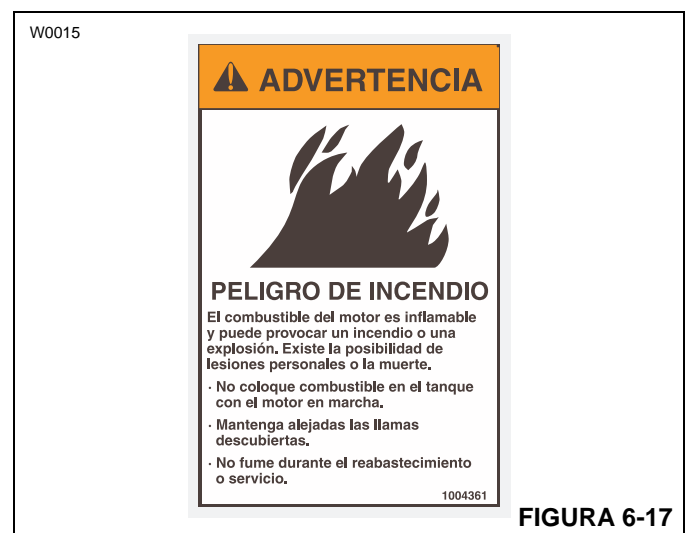 W0015
ADVERTENCIA
PELIGRO DE INCENDIO
El combustible del motor es inflamable
y puede provocar un incendio o una
explosión. Existe la posibilidad de
lesiones personales o la muerte.
· No coloque combustible en el tanque
con el motor en marcha.
· Mantenga alejadas las llamas
descubiertas.
· No fume durante el reabastecimiento
o servicio.
1004361
FIGURA 6-17